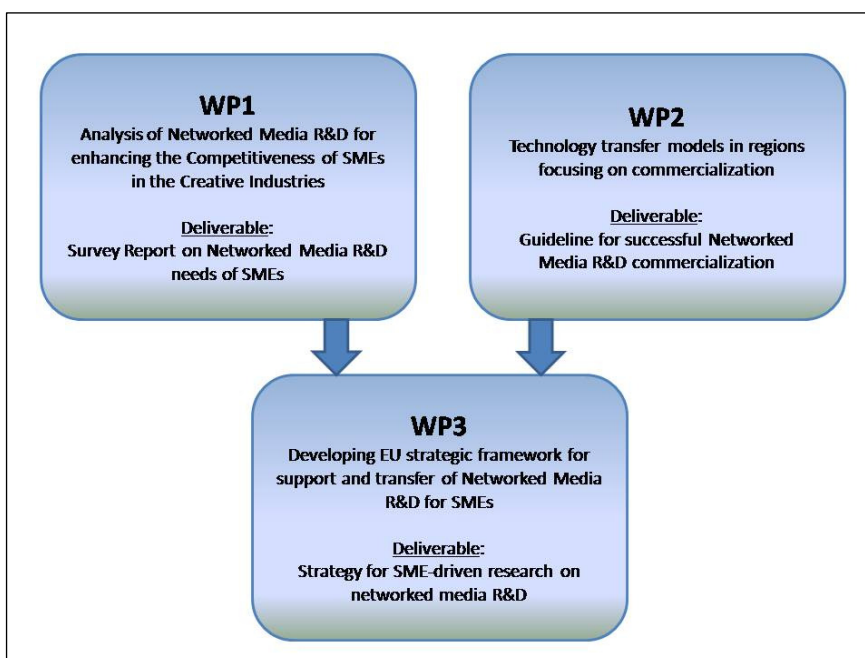 WP1
Analysis of Networked Media R&D for
enhancing the Competitiveness of SMEs
in the Creative Industries
Deliverable:
Survey Report on Networked Media R&D
needs of SMEs
WP2
Technology transfer models in regions
focusing on commercialization
Deliverable:
Guideline for successful Networked
Media R&D commercialization
WP3
Developing EU strategic framework for
support and transfer of Networked Media
R&D for SMEs
Deliverable:
Strategy for SME-driven research on
networked media R&D